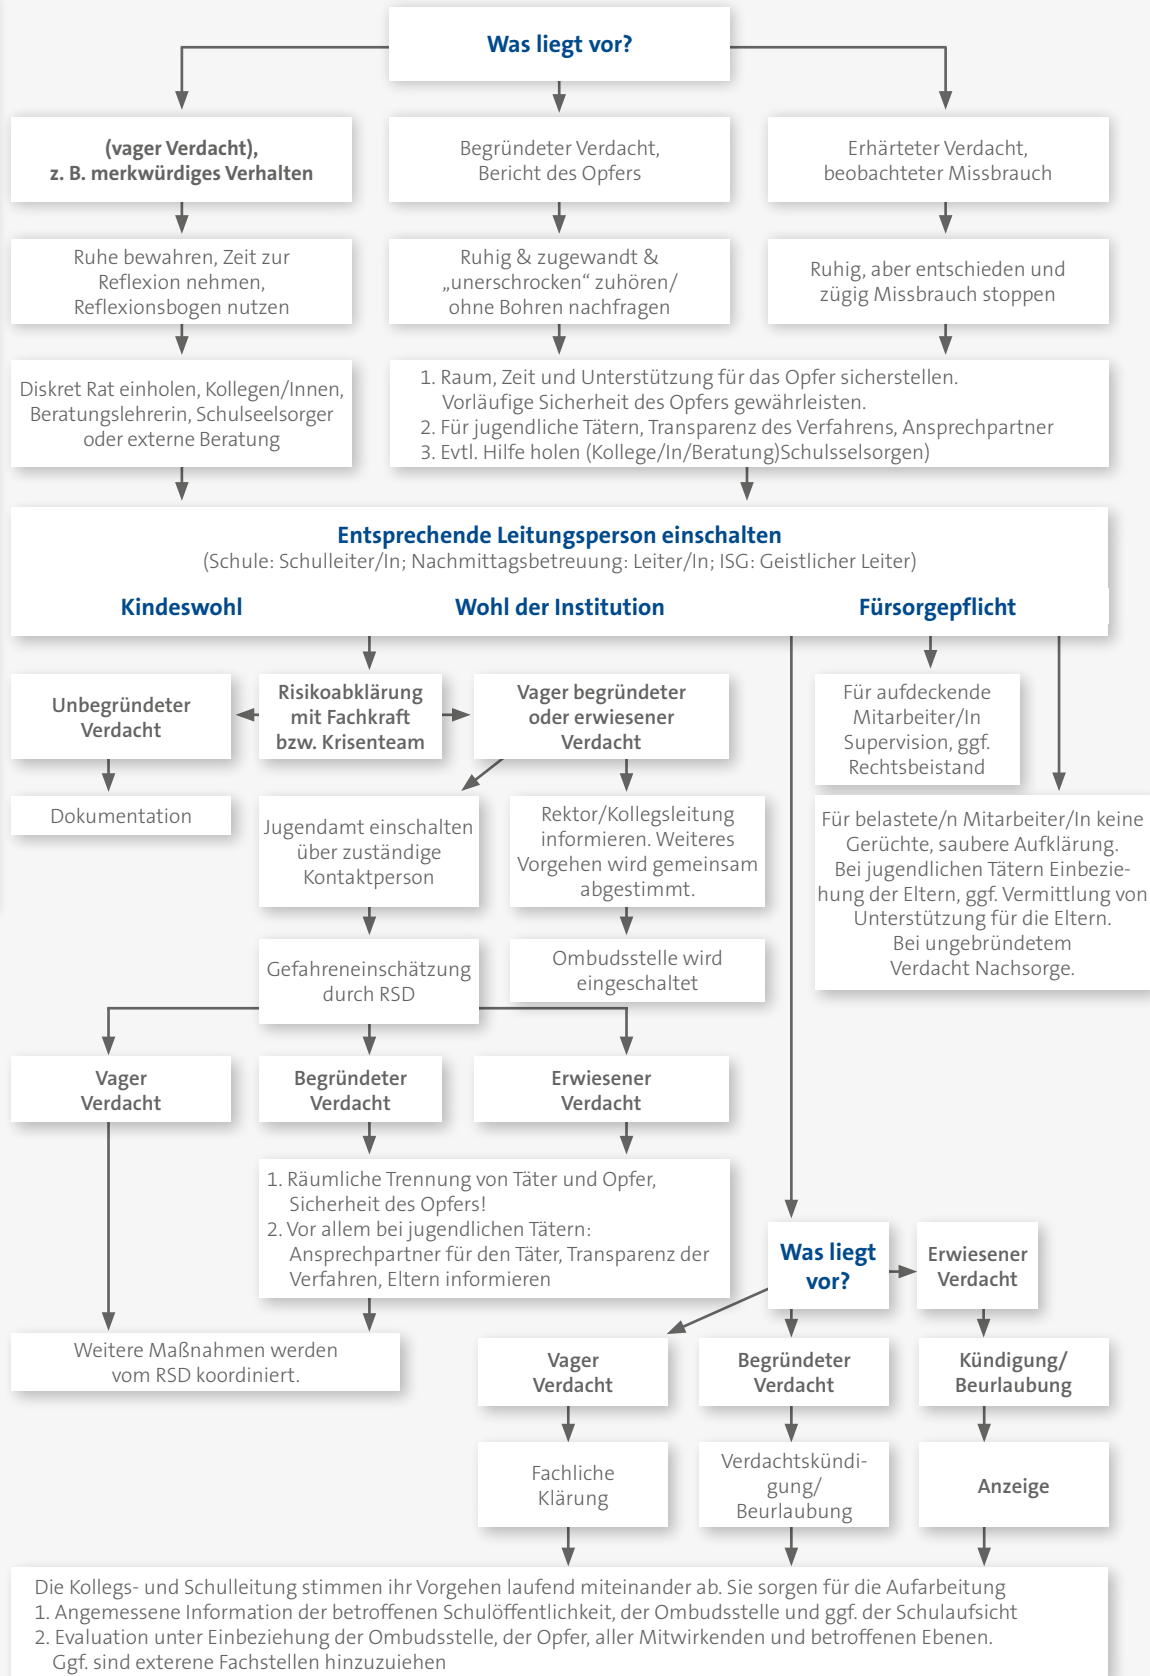 Was liegt vor?
(vager Verdacht),
z. B. merkwürdiges Verhalten
Begründeter Verdacht,
Bericht des Opfers
Erhärteter Verdacht,
beobachteter Missbrauch
Ruhe bewahren, Zeit zur
Reflexion nehmen,
Reflexionsbogen nutzen
Ruhig & zugewandt &
„unerschrocken“ zuhören/
ohne Bohren nachfragen
Ruhig, aber entschieden und
zügig Missbrauch stoppen
Diskret Rat einholen, Kollegen/Innen,
Beratungslehrerin, Schulseelsorger
oder externe Beratung
1. Raum, Zeit und Unterstützung für das Opfer sicherstellen.
Vorläufige Sicherheit des Opfers gewährleisten.
2. Für jugendliche Tätern, Transparenz des Verfahrens, Ansprechpartner
3. Evtl. Hilfe holen (Kollege/In/Beratung)Schulsselsorgen)
Entsprechende Leitungsperson einschalten
(Schule: Schulleiter/In; Nachmittagsbetreuung: Leiter/In; ISG: Geistlicher Leiter)
Kindeswohl
Wohl der Institution
Fürsorgepflicht
Unbegründeter
Verdacht
Risikoabklärung
mit Fachkraft
bzw. Krisenteam
Vager begründeter
oder erwiesener
Verdacht
Für aufdeckende
Mitarbeiter/In
Supervision, ggf.
Rechtsbeistand
Dokumentation
Jugendamt einschalten
über zuständige
Kontaktperson
Rektor/Kollegsleitung
informieren. Weiteres
Vorgehen wird gemeinsam
abgestimmt.
Für belastete/n Mitarbeiter/In keine
Gerüchte, saubere Aufklärung.
Bei jugendlichen Tätern Einbezie-
hung der Eltern, ggf. Vermittlung von
Unterstützung für die Eltern.
Bei ungebründetem
Verdacht Nachsorge.
Gefahreneinschätzung
durch RSD
Ombudsstelle wird
eingeschaltet
Vager
Verdacht
Begründeter
Verdacht
Erwiesener
Verdacht
1. Räumliche Trennung von Täter und Opfer,
Sicherheit des Opfers!
2. Vor allem bei jugendlichen Tätern:
Ansprechpartner für den Täter, Transparenz der
Verfahren, Eltern informieren
Was liegt
vor?
Erwiesener
Verdacht
Weitere Maßnahmen werden
vom RSD koordiniert.
Vager
Verdacht
Begründeter
Verdacht
Kündigung/
Beurlaubung
Fachliche
Klärung
Verdachtskündi-
gung/
Beurlaubung
Anzeige
Die Kollegs- und Schulleitung stimmen ihr Vorgehen laufend miteinander ab. Sie sorgen für die Aufarbeitung
1. Angemessene Information der betroffenen Schulöffentlichkeit, der Ombudsstelle und ggf. der Schulaufsicht
2. Evaluation unter Einbeziehung der Ombudsstelle, der Opfer, aller Mitwirkenden und betroffenen Ebenen.
Ggf. sind exterene Fachstellen hinzuzuiehen